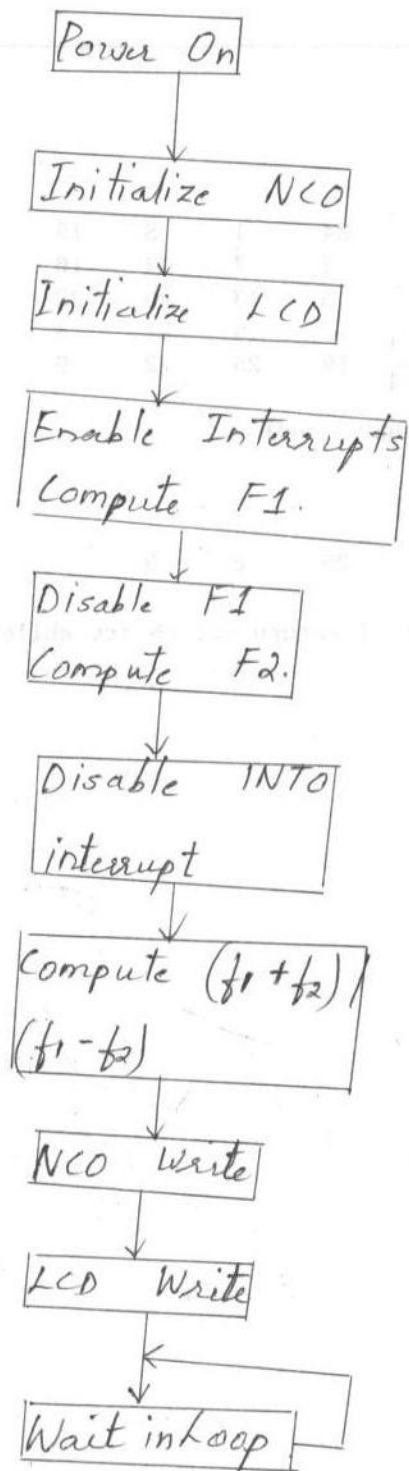 Power On
Initialize NCO
Initialize LCD
Enable Interrupts
Compute F1.
Disable F1
Compute F2.
Disable INTO
interrupt
Compute (f1 + f2) /
(f1 - f2)
NCO Write
LCD Write
Wait in Loop